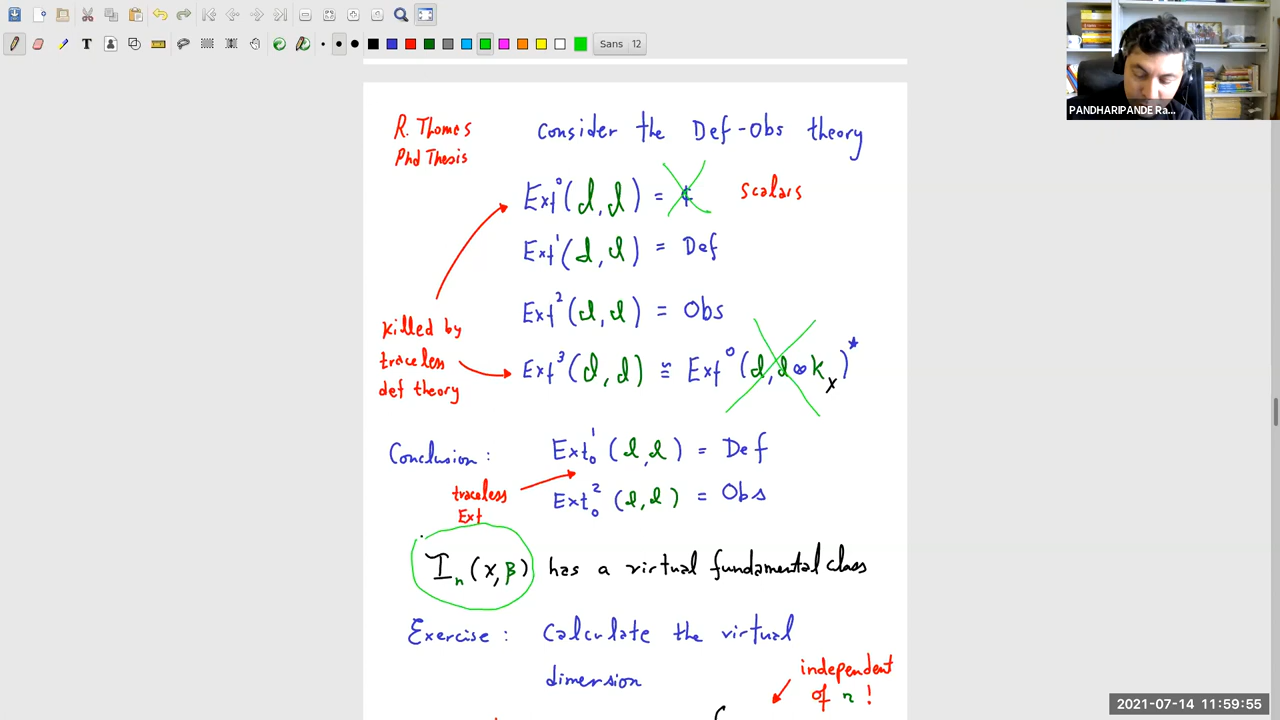 Sans 12
PANDHARIPANDE Ra...
R. Thomas
Phd Thesis
Consider the Def-Obs theory
Ext⁰(I, I) = ℂ scalars
Ext¹(I, I) = Def
Ext²(I, I) = Obs
killed by
traceless
def theory
Ext³(I, I) ≅ Ext⁰(I, I⊗K_X)*
Conclusion: Ext¹₀(I, I) = Def
traceless
Ext
Ext²₀(I, I) = Obs
I_n(X, β) has a virtual fundamental class
Exercise: Calculate the virtual
dimension
independent
of n!
2021-07-14 11:59:55